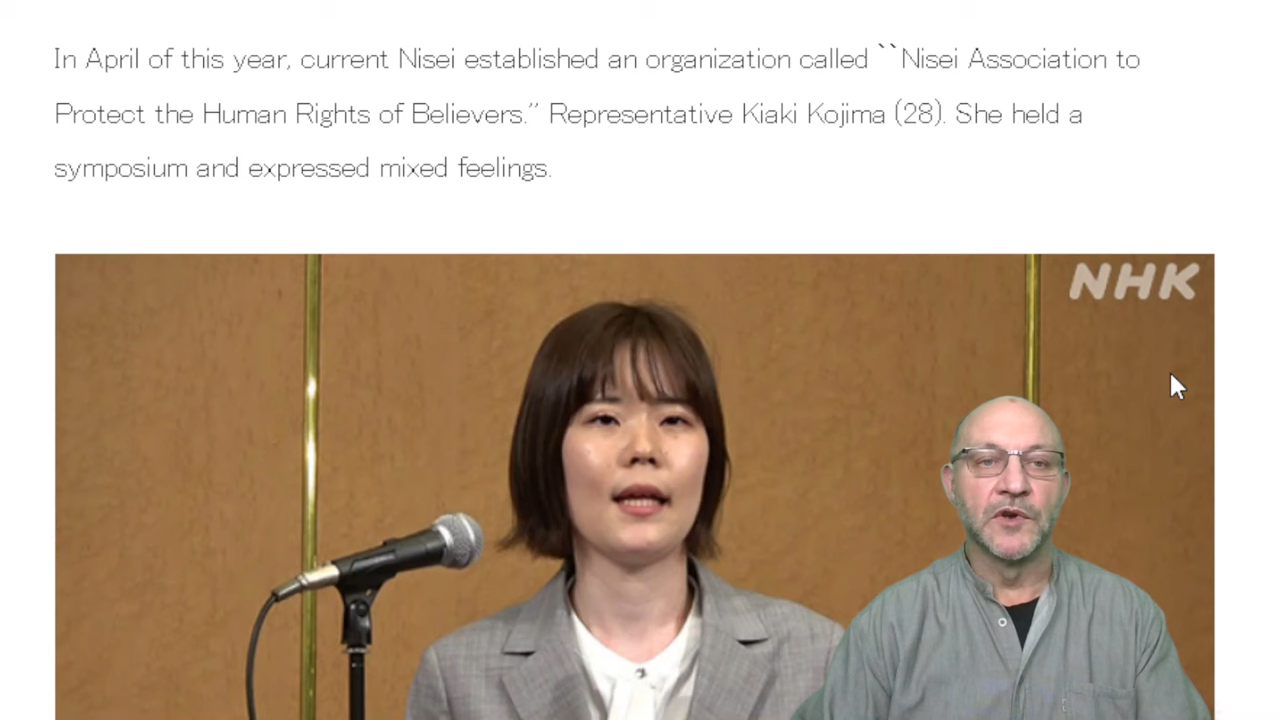 In April of this year, current Nisei established an organization called ``Nisei Association to
Protect the Human Rights of Believers.” Representative Kiaki Kojima (28). She held a
symposium and expressed mixed feelings.
NHK